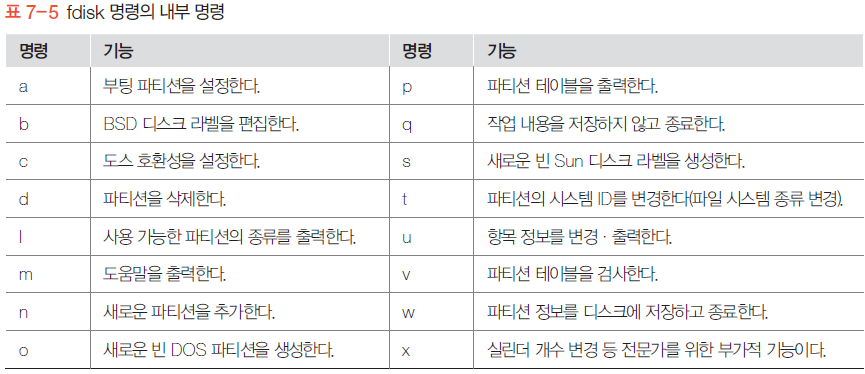 표 7-5 fdisk 명령의 내부 명령
명령 기능 명령 기능
a 부팅 파티션을 설정한다. p 파티션 테이블을 출력한다.
b BSD 디스크 라벨을 편집한다. q 작업 내용을 저장하지 않고 종료한다.
c 도스 호환성을 설정한다. s 새로운 빈 Sun 디스크 라벨을 생성한다.
d 파티션을 삭제한다. t 파티션의 시스템 ID를 변경한다(파일 시스템 종류 변경).
l 사용 가능한 파티션의 종류를 출력한다. u 항목 정보를 변경·출력한다.
m 도움말을 출력한다. v 파티션 테이블을 검사한다.
n 새로운 파티션을 추가한다. w 파티션 정보를 디스크에 저장하고 종료한다.
o 새로운 빈 DOS 파티션을 생성한다. x 실린더 개수 변경 등 전문가를 위한 부가적 기능이다.